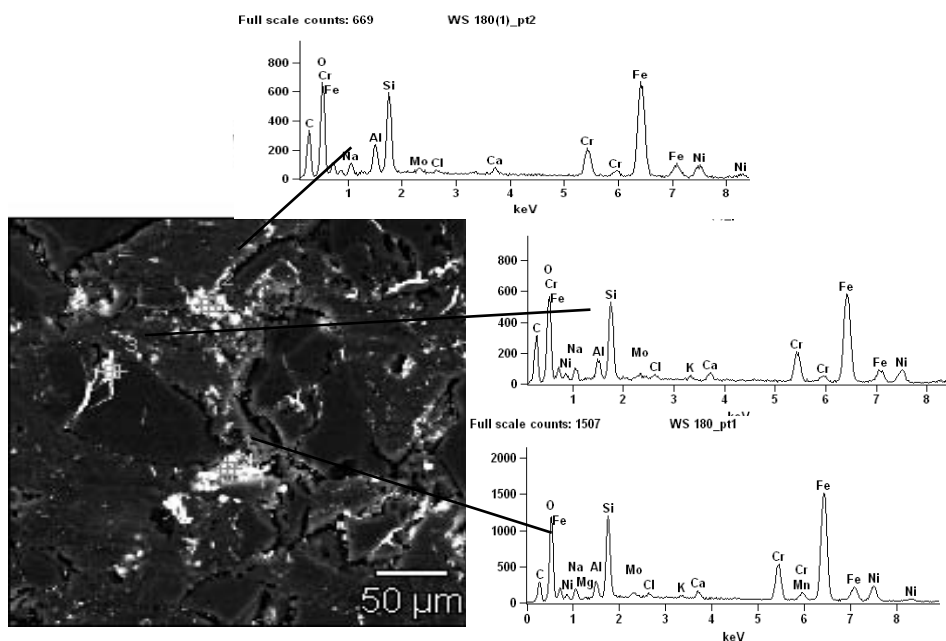 Full scale counts: 669 WS 180(1)_pt2
800
600
400
200
0
C
O
Cr
Fe
Na
Al
Si
Mo
Cl
Ca
Cr
Cr
Fe
Fe
Ni
Ni
1 2 3 4 5 6 7 8
keV
800
600
400
200
0
C
O
Cr
Fe
Ni
Na
Al
Si
Mo
Cl
K
Ca
Cr
Cr
Fe
Fe
Ni
1 2 3 4 5 6 7 8
keV
Full scale counts: 1507 WS 180_pt1
2000
1500
1000
500
0
C
O
Fe
Ni
Na
Mg
Al
Si
Mo
Cl
K
Ca
Cr
Cr
Mn
Fe
Fe
Ni
Ni
0 1 2 3 4 5 6 7 8
keV
3
50 µm